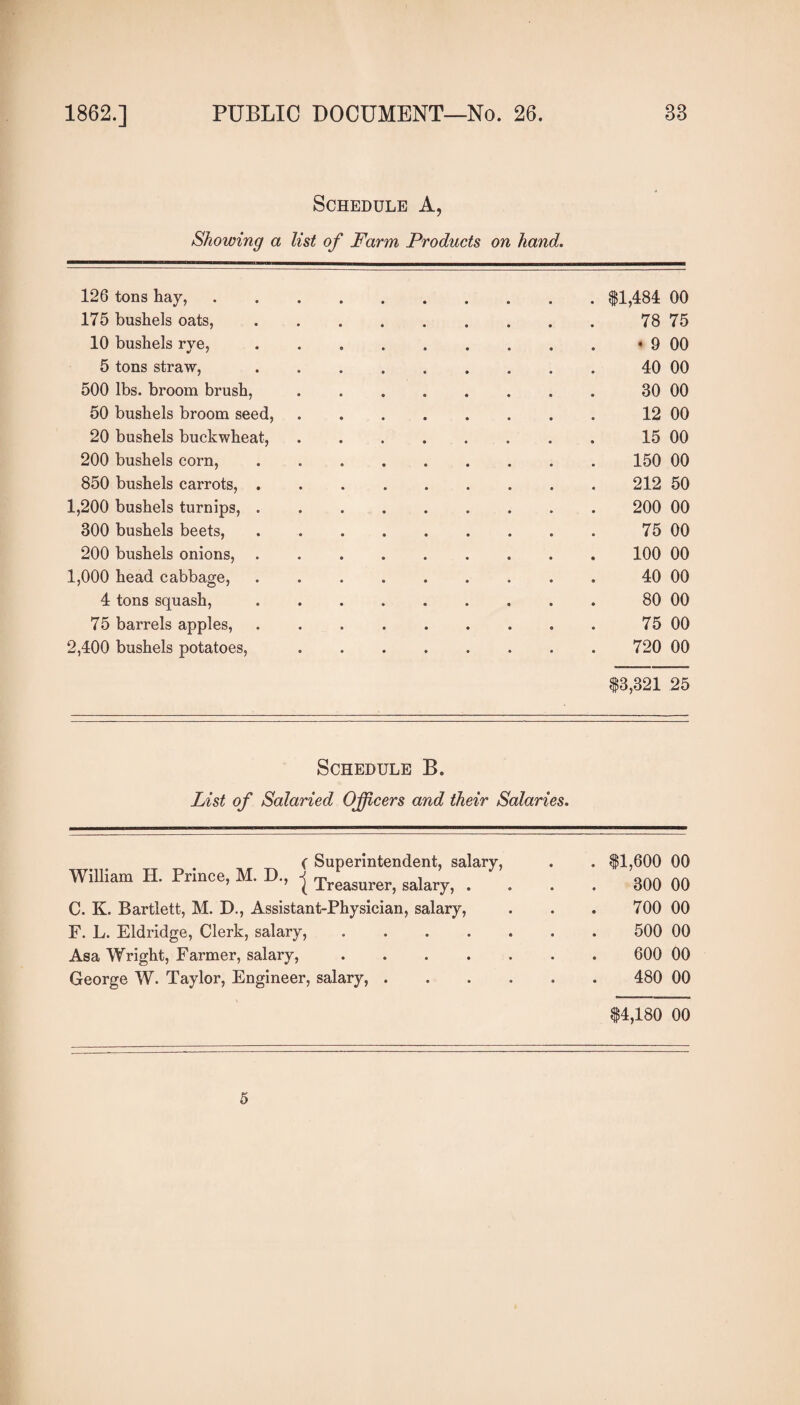 1862.] PUBLIC DOCUMENT—No. 26. 33
SCHEDULE A,
Showing a list of Farm Products on hand.
126 tons hay, . . . . . . . . . . $1,484 00
175 bushels oats, . . . . . . . . . 78 75
10 bushels rye, . . . . . . . . . 9 00
5 tons straw, . . . . . . . . . 40 00
500 lbs. broom brush, . . . . . . . . 30 00
50 bushels broom seed, . . . . . . . . 12 00
20 bushels buckwheat, . . . . . . . . 15 00
200 bushels corn, . . . . . . . . . 150 00
850 bushels carrots, . . . . . . . . . 212 50
1,200 bushels turnips, . . . . . . . . . 200 00
300 bushels beets, . . . . . . . . . 75 00
200 bushels onions, . . . . . . . . . 100 00
1,000 head cabbage, . . . . . . . . . 40 00
4 tons squash, . . . . . . . . . 80 00
75 barrels apples, . . . . . . . . . 75 00
2,400 bushels potatoes, . . . . . . . . 720 00
$3,321 25
SCHEDULE B.
List of Salaried Officers and their Salaries.
William H. Prince, M. D., { Superintendent, salary, . . $1,600 00
Treasurer, salary, . . . . 300 00
C. K. Bartlett, M. D., Assistant-Physician, salary, . . . 700 00
F. L. Eldridge, Clerk, salary, . . . . . . . 500 00
Asa Wright, Farmer, salary, . . . . . . . 600 00
George W. Taylor, Engineer, salary, . . . . . . 480 00
$4,180 00
5